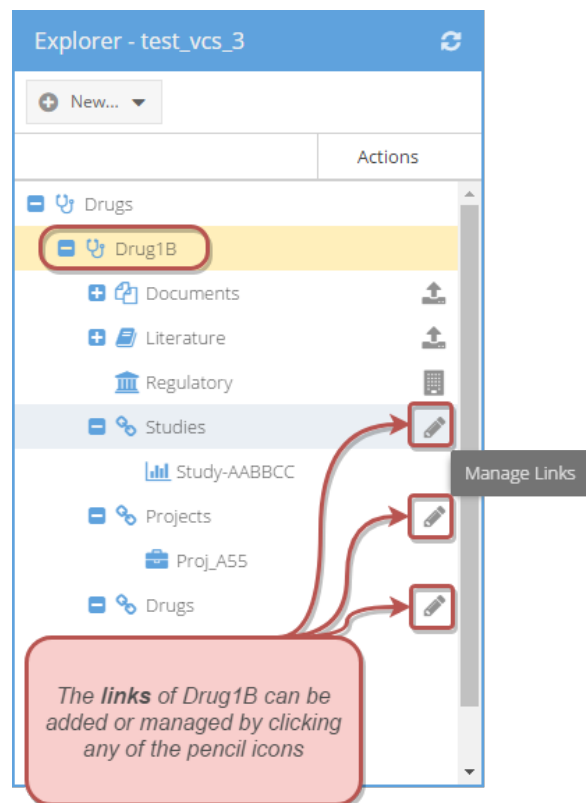 Explorer - test_vcs_3
New...
Actions
Drugs
Drug1B
Documents
Literature
Regulatory
Studies
Manage Links
Study-AABBCC
Projects
Proj_A55
Drugs
The links of Drug1B can be
added or managed by clicking
any of the pencil icons